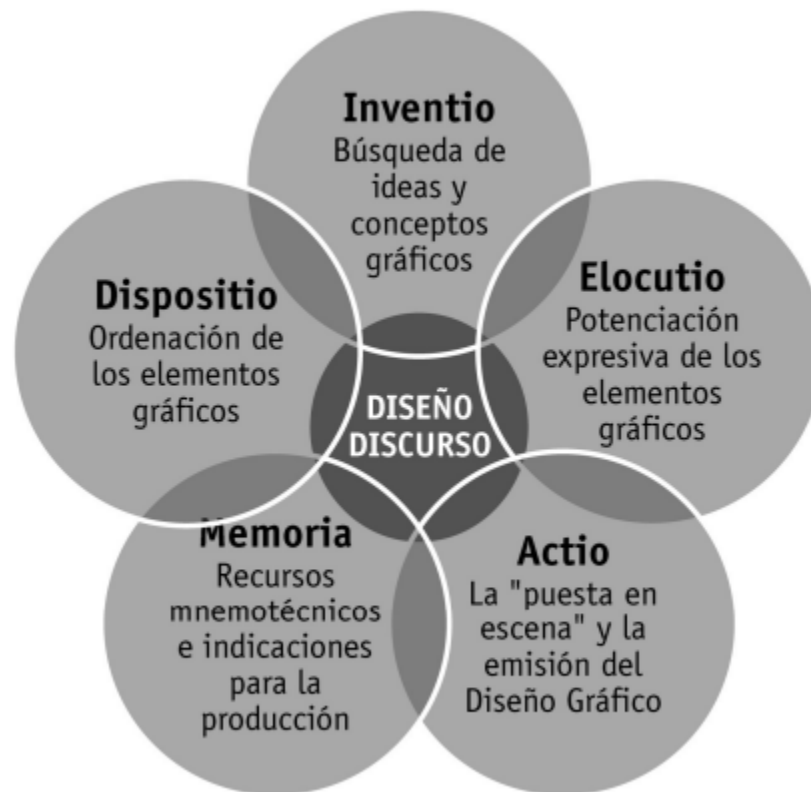 Inventio
Búsqueda de
ideas y
conceptos
gráficos
Dispositio
Ordenación de
los elementos
gráficos
Elocutio
Potenciación
expresiva de los
elementos
gráficos
DISEÑO
DISCURSO
Memoria
Recursos
mnemotécnicos
e indicaciones
para la
producción
Actio
La "puesta en
escena" y la
emisión del
Diseño Gráfico